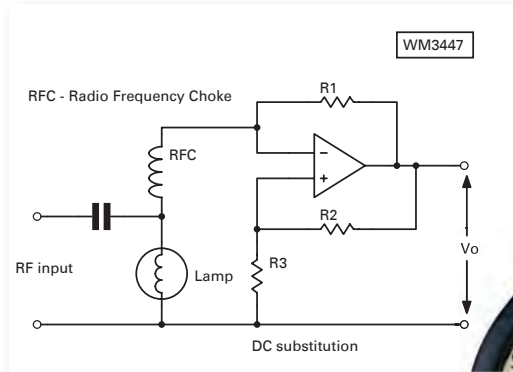 WM3447
RFC - Radio Frequency Choke
R1
RFC
−
+
R2
RF input
Lamp
R3
Vo
DC substitution